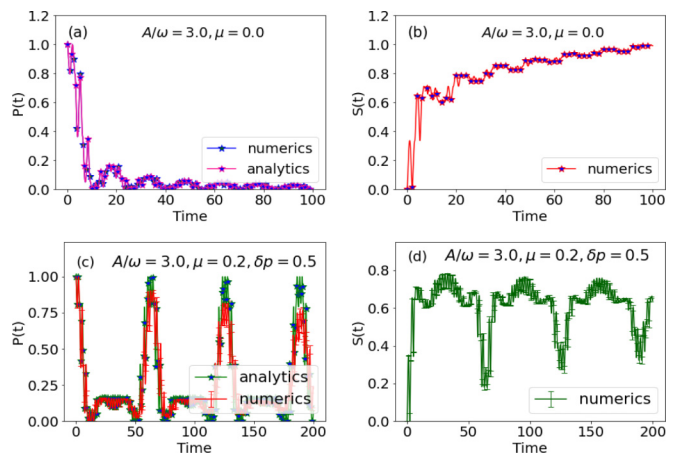 (a) A/ω = 3.0, μ = 0.0
P(t)
1.2
1.0
0.8
0.6
0.4
0.2
0.0
numerics
analytics
0 20 40 60 80 100
Time
(b) A/ω = 3.0, μ = 0.0
S(t)
1.2
1.0
0.8
0.6
0.4
0.2
0.0
numerics
0 20 40 60 80 100
Time
(c) A/ω = 3.0, μ = 0.2, δp = 0.5
P(t)
1.00
0.75
0.50
0.25
0.00
analytics
numerics
0 50 100 150 200
Time
(d) A/ω = 3.0, μ = 0.2, δp = 0.5
S(t)
0.8
0.6
0.4
0.2
0.0
numerics
0 50 100 150 200
Time